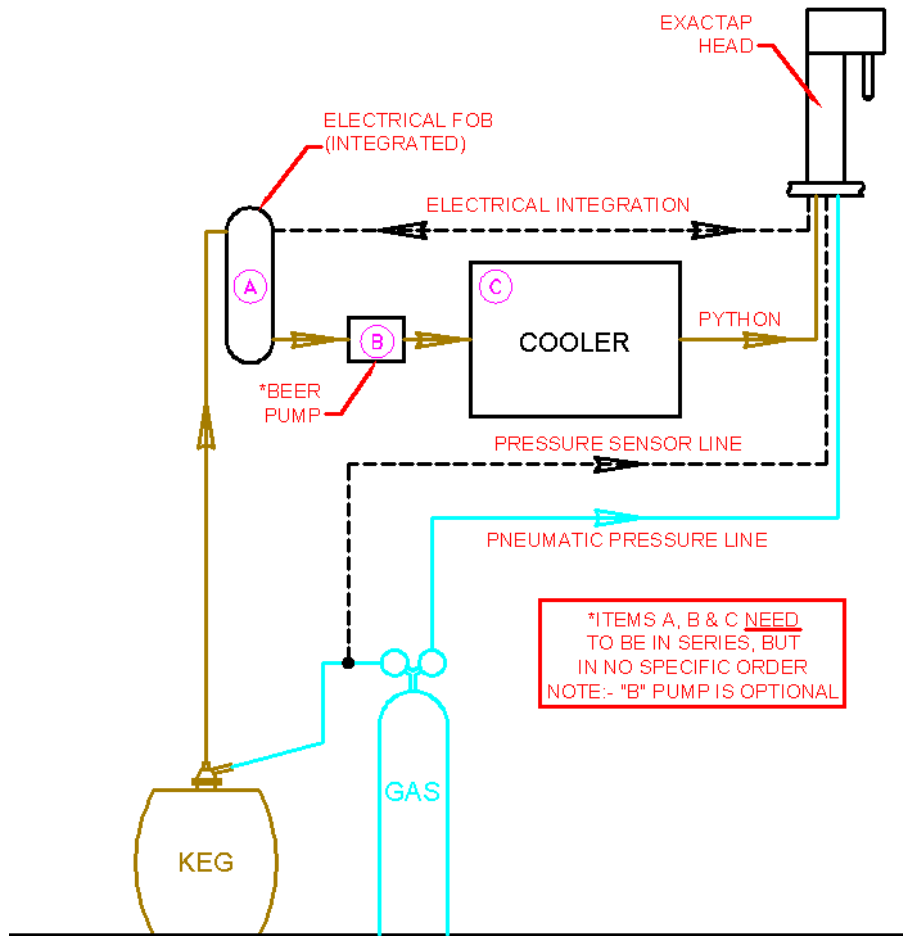 EXACTAP
HEAD
ELECTRICAL FOB
(INTEGRATED)
ELECTRICAL INTEGRATION
A
B
C
COOLER
PYTHON
*BEER
PUMP
PRESSURE SENSOR LINE
PNEUMATIC PRESSURE LINE
*ITEMS A, B & C NEED
TO BE IN SERIES, BUT
IN NO SPECIFIC ORDER
NOTE:- "B" PUMP IS OPTIONAL
GAS
KEG